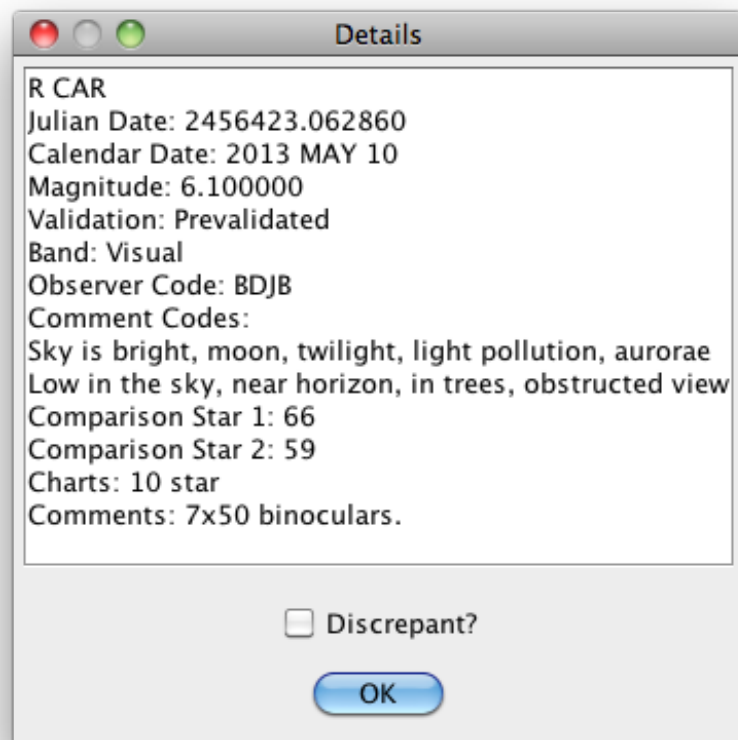 Details
R CAR
Julian Date: 2456423.062860
Calendar Date: 2013 MAY 10
Magnitude: 6.100000
Validation: Prevalidated
Band: Visual
Observer Code: BDJB
Comment Codes:
Sky is bright, moon, twilight, light pollution, aurorae
Low in the sky, near horizon, in trees, obstructed view
Comparison Star 1: 66
Comparison Star 2: 59
Charts: 10 star
Comments: 7x50 binoculars.
Discrepant?
OK